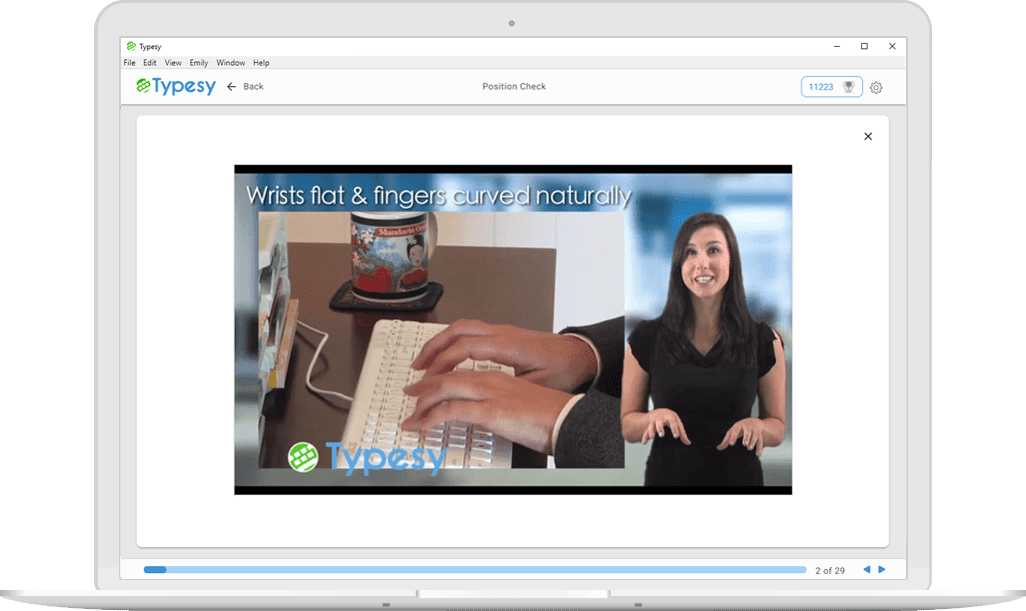 Typesy
File Edit View Emily Window Help
Typesy Back
Position Check
11223
Wrists flat & fingers curved naturally
Mandarin
Typesy
2 of 29